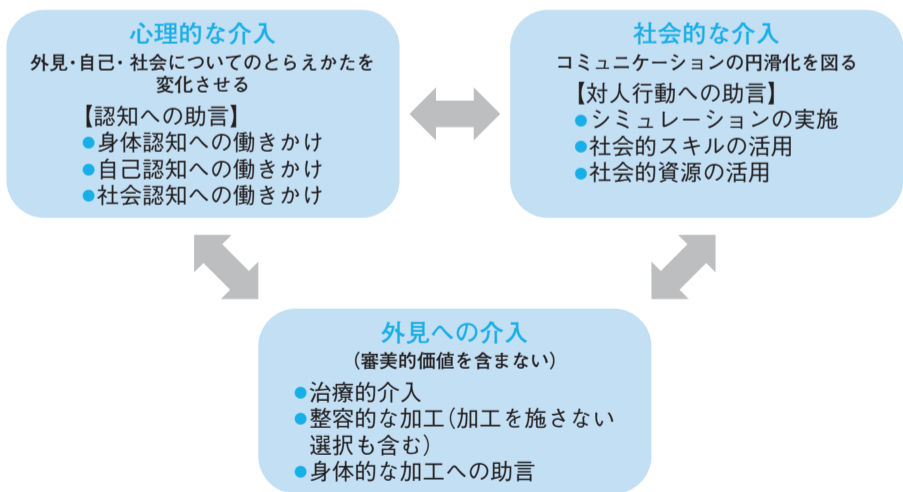 心理的な介入
外見・自己・社会についてのとらえかたを
変化させる
【認知への助言】
●身体認知への働きかけ
●自己認知への働きかけ
●社会認知への働きかけ
社会的な介入
コミュニケーションの円滑化を図る
【対人行動への助言】
●シミュレーションの実施
●社会的スキルの活用
●社会的資源の活用
外見への介入
(審美的価値を含まない)
●治療的介入
●整容的な加工(加工を施さない
選択も含む)
●身体的な加工への助言